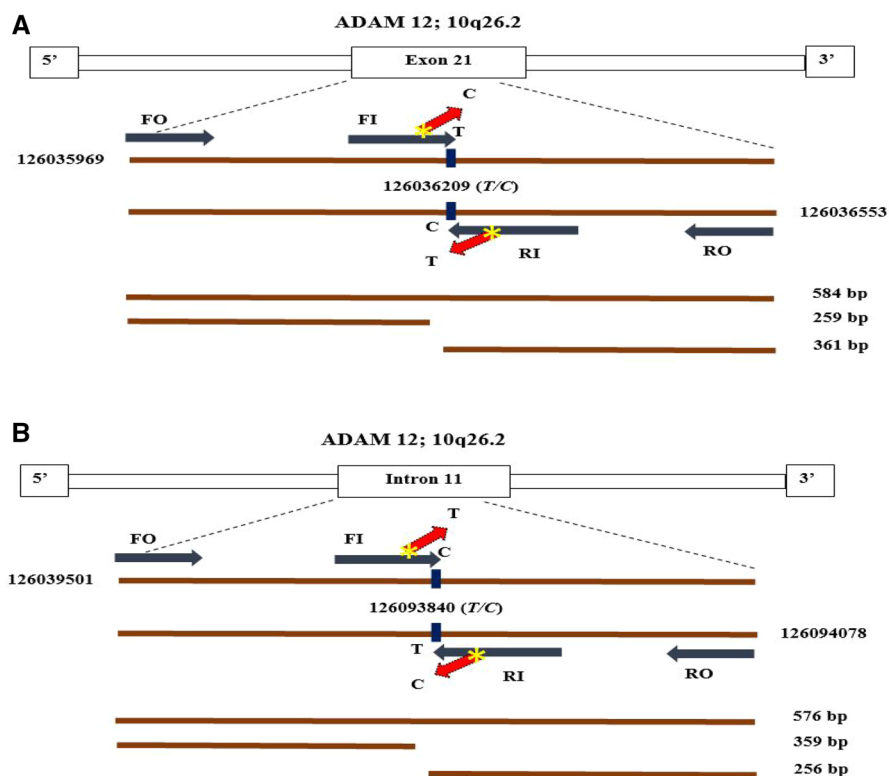 A
ADAM 12; 10q26.2
5’
Exon 21
3’
C
FO
FI
T
126035969
126036209 (T/C)
126036553
C
T
RI
RO
584 bp
259 bp
361 bp
B
ADAM 12; 10q26.2
5’
Intron 11
3’
T
FO
FI
C
126039501
126093840 (T/C)
126094078
T
C
RI
RO
576 bp
359 bp
256 bp